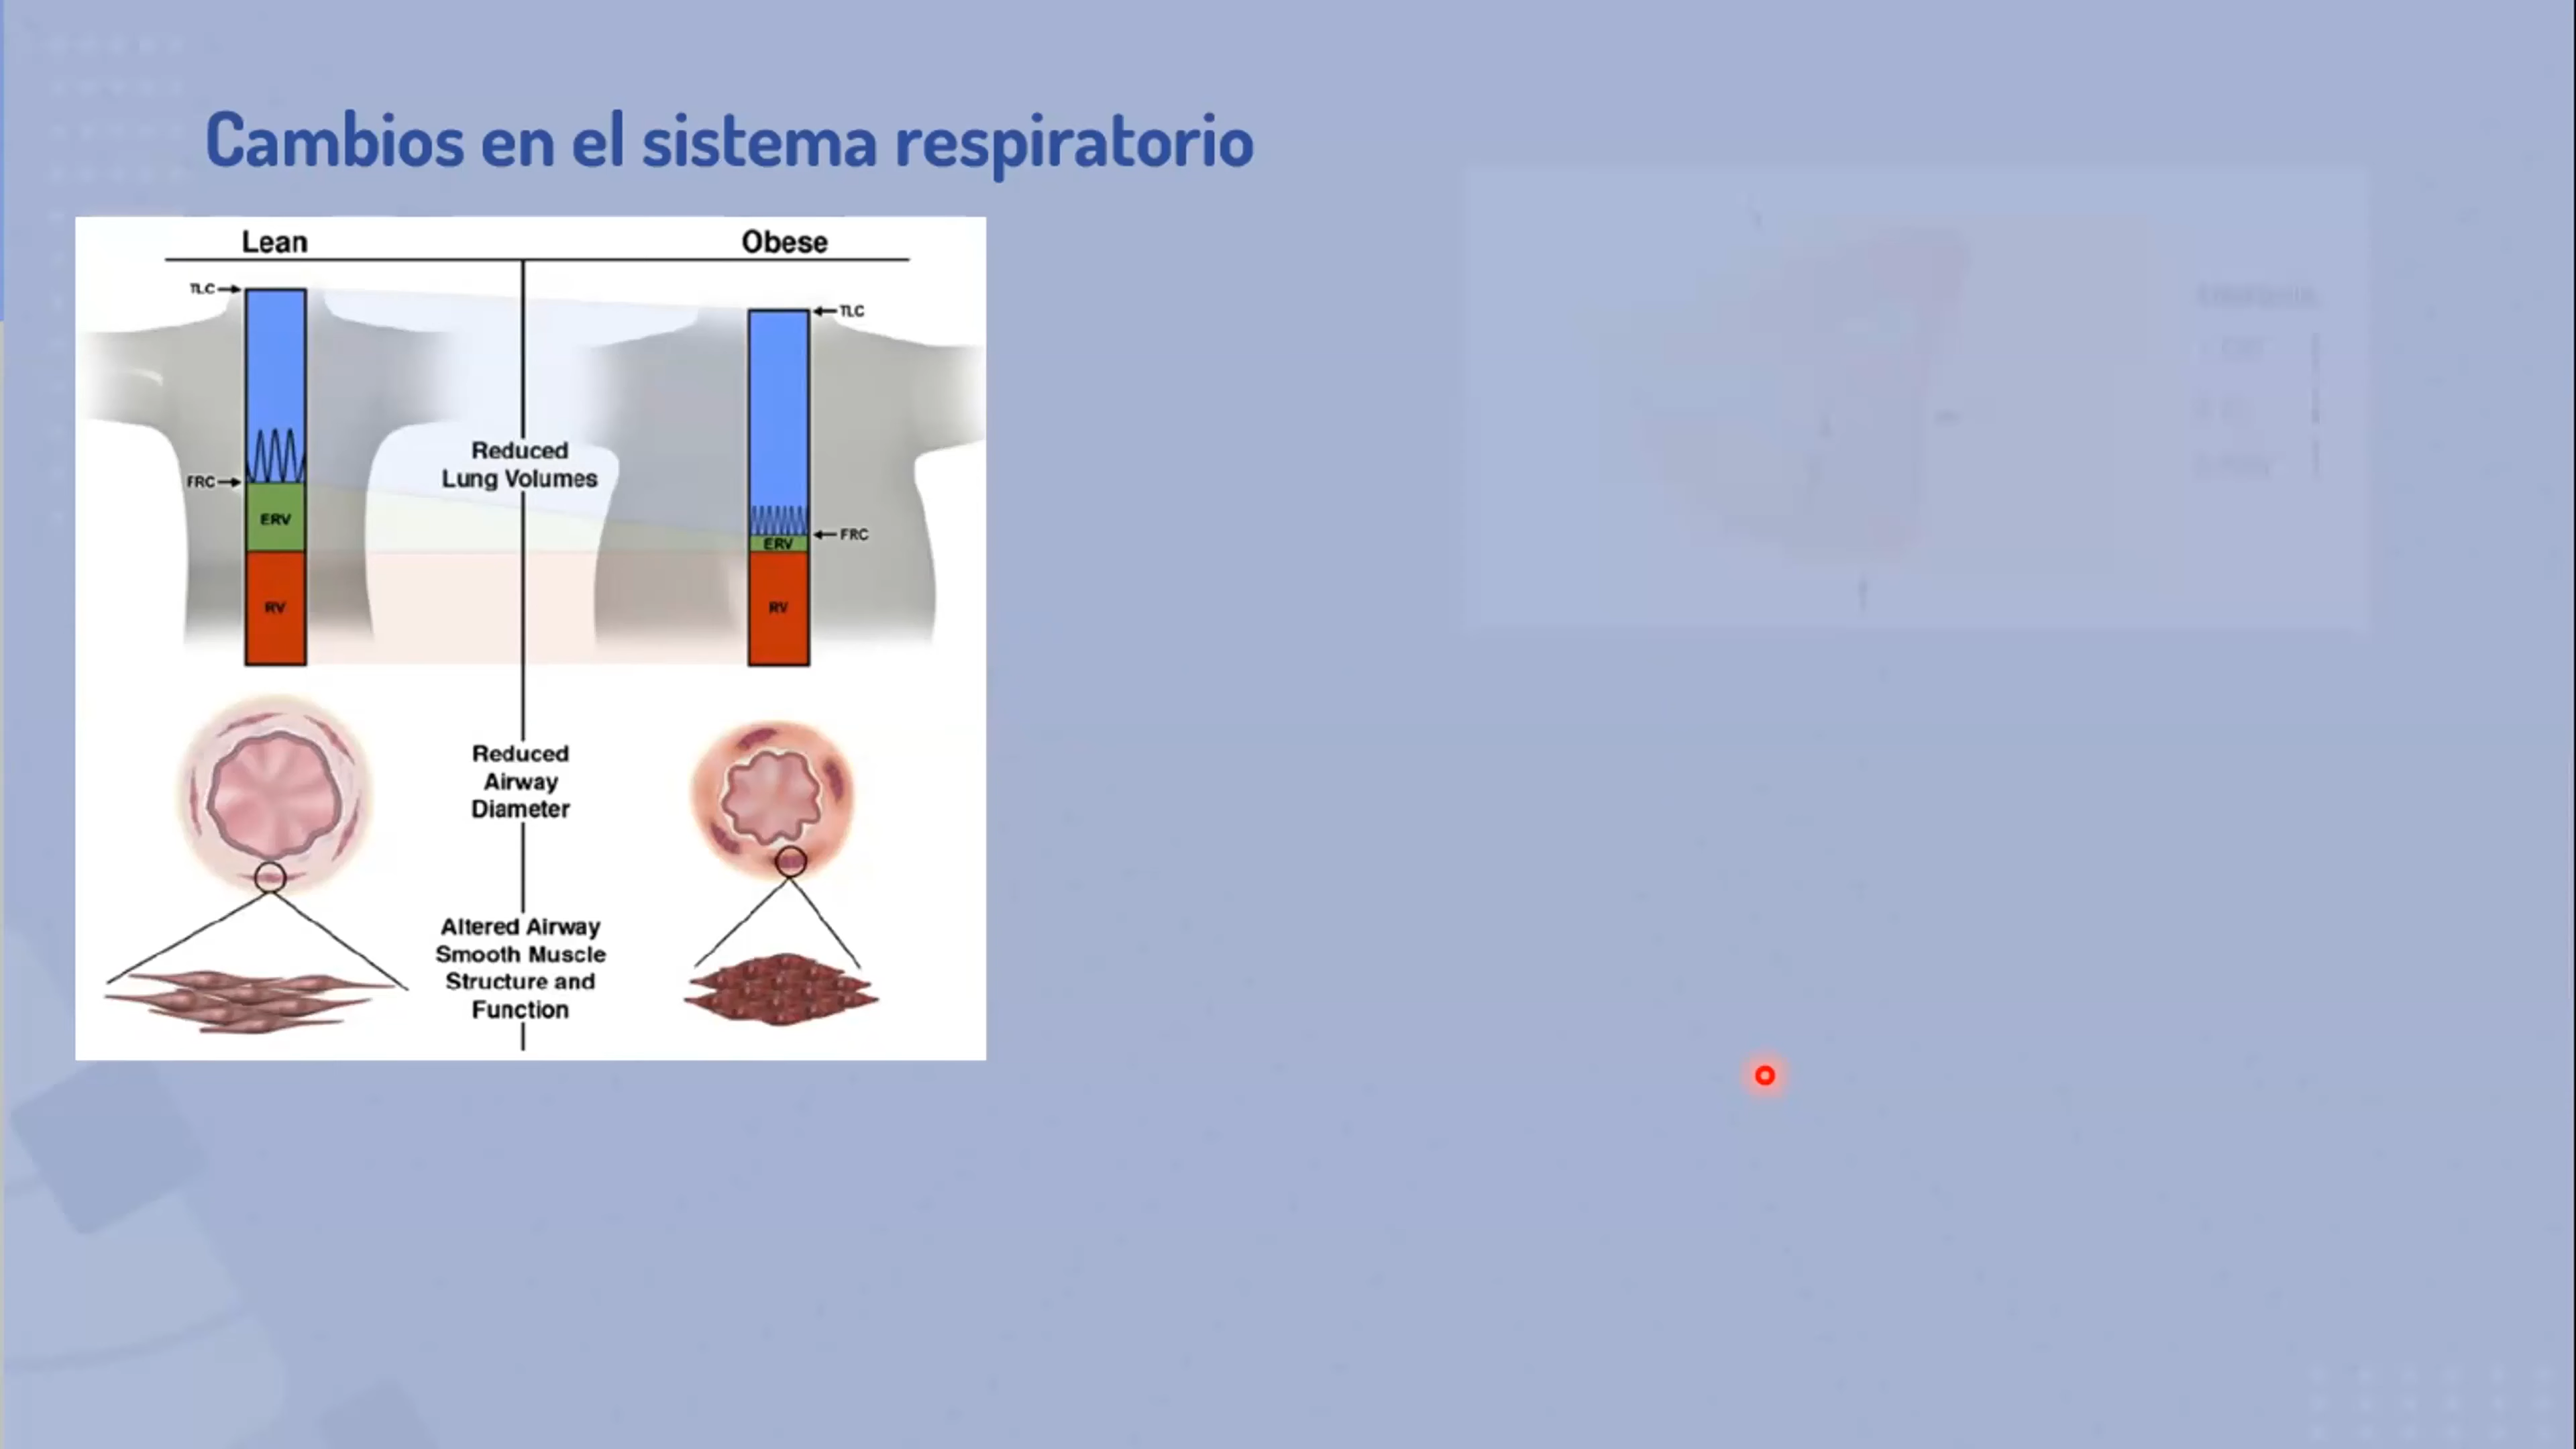 Cambios en el sistema respiratorio
Lean
Obese
TLC
TLC
Reduced
Lung Volumes
FRC
ERV
FRC
ERV
RV
RV
Reduced
Airway
Diameter
Altered Airway
Smooth Muscle
Structure and
Function